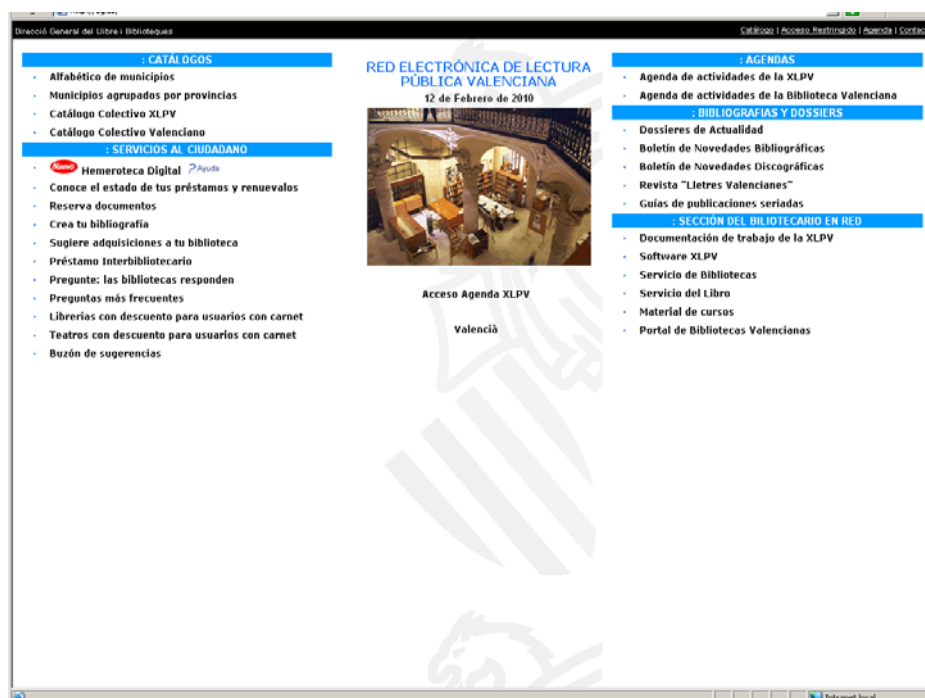 Direcció General del Llibre i Biblioteques
Catálogo | Acceso Restringido | Agenda | Contac
: CATÁLOGOS
Alfabético de municipios
Municipios agrupados por provincias
Catálogo Colectivo XLPV
Catálogo Colectivo Valenciano
: SERVICIOS AL CIUDADANO
Nuevo Hemeroteca Digital ?Ayuda
Conoce el estado de tus préstamos y renuevalos
Reserva documentos
Crea tu bibliografía
Sugiere adquisiciones a tu biblioteca
Préstamo Interbibliotecario
Pregunte: las bibliotecas responden
Preguntas más frecuentes
Librerias con descuento para usuarios con carnet
Teatros con descuento para usuarios con carnet
Buzón de sugerencias
RED ELECTRÓNICA DE LECTURA
PÚBLICA VALENCIANA
12 de Febrero de 2010
Acceso Agenda XLPV
Valencià
: AGENDAS
Agenda de actividades de la XLPV
Agenda de actividades de la Biblioteca Valenciana
: BIBLIOGRAFIAS Y DOSSIERS
Dossieres de Actualidad
Boletín de Novedades Bibliográficas
Boletín de Novedades Discográficas
Revista "Lletres Valencianes"
Guías de publicaciones seriadas
: SECCIÓN DEL BILIOTECARIO EN RED
Documentación de trabajo de la XLPV
Software XLPV
Servicio de Bibliotecas
Servicio del Libro
Material de cursos
Portal de Bibliotecas Valencianas
Intranet local